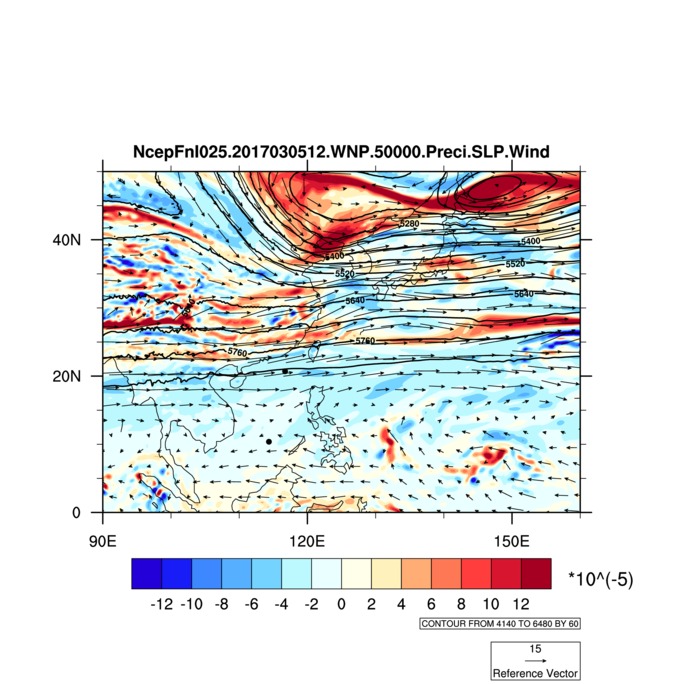 NcepFnl025.2017030512.WNP.50000.Preci.SLP.Wind
5280
40N
5400
5400
5520
5520
5640
5640
5760
5760
20N
0
90E 120E 150E
-12 -10 -8 -6 -4 -2 0 2 4 6 8 10 12
*10^(-5)
CONTOUR FROM 4140 TO 6480 BY 60
15
Reference Vector